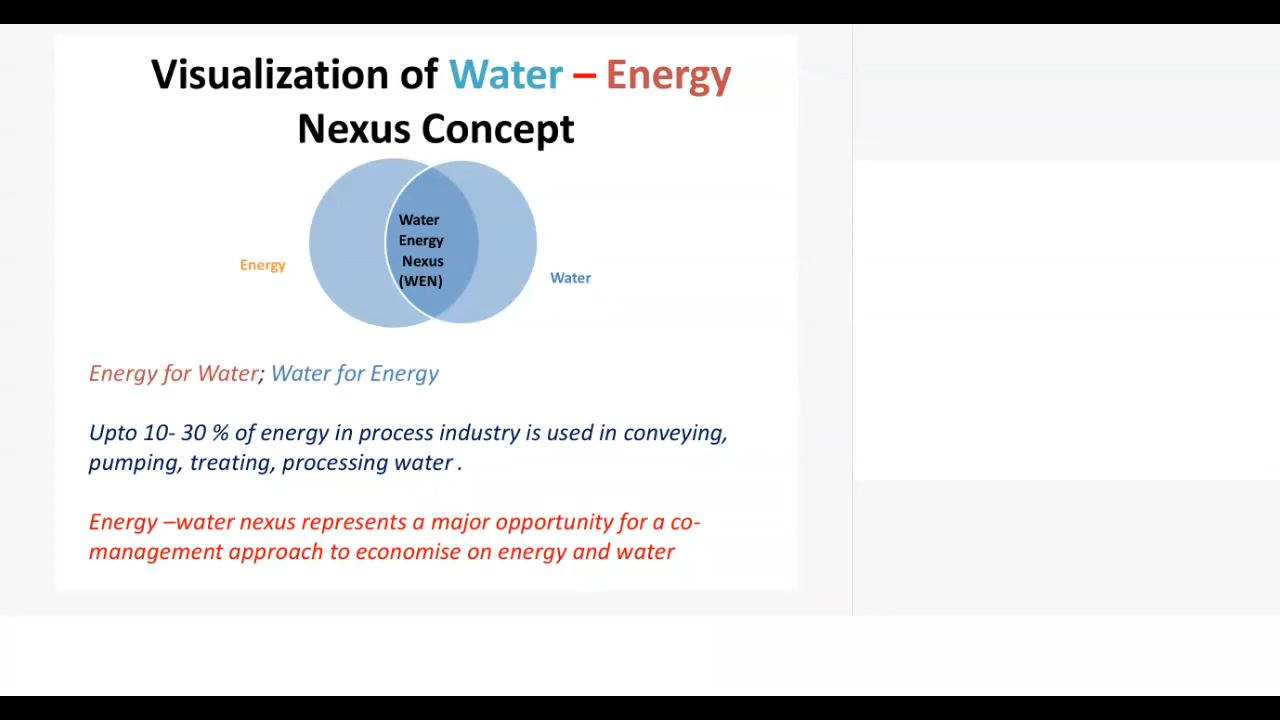 Visualization of Water – Energy
Nexus Concept
Water
Energy
Nexus
(WEN)
Energy
Water
Energy for Water; Water for Energy
Upto 10- 30 % of energy in process industry is used in conveying,
pumping, treating, processing water .
Energy –water nexus represents a major opportunity for a co-
management approach to economise on energy and water